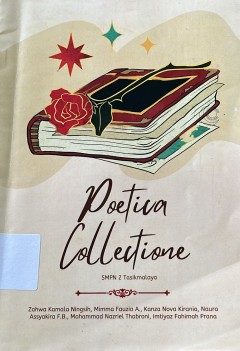 Poetica
Collectione
SMPN 2 Tasikmalaya
Zahwa Kamala Ningsih, Mimma Fauzia A., Kanza Nova Kirania, Naura
Assyakira F.B., Mohammad Nazriel Thabroni, Imtiyaz Fahimah Prana